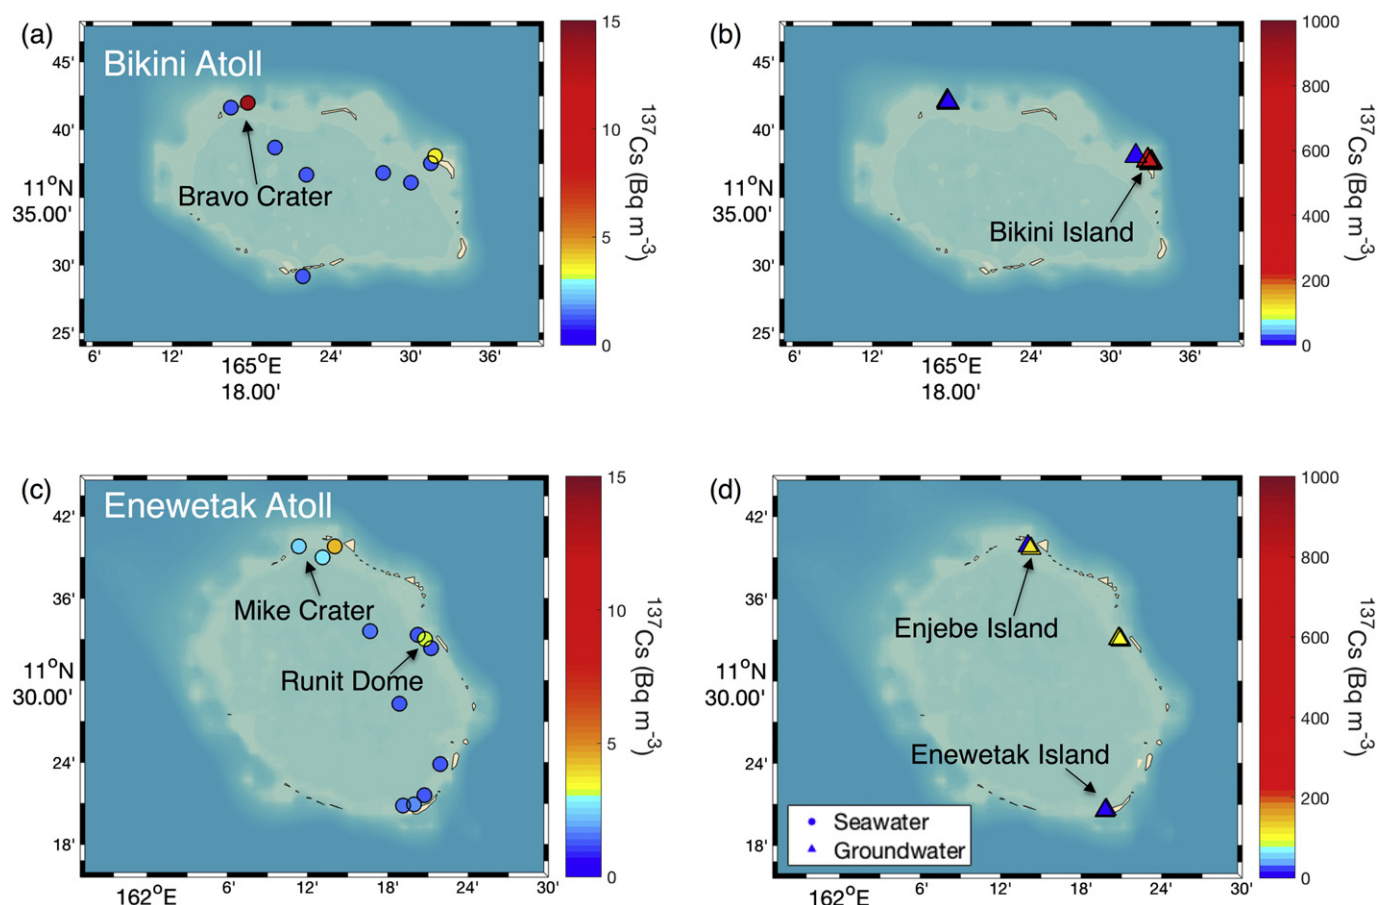 (a)
Bikini Atoll
45'
40'
11°N
35.00'
30'
25'
6'
12'
165°E
18.00'
24'
30'
36'
Bravo Crater
15
10
5
0
137Cs (Bq m-3)
(b)
45'
40'
11°N
35.00'
30'
25'
6'
12'
165°E
18.00'
24'
30'
36'
Bikini Island
1000
800
600
400
200
0
137Cs (Bq m-3)
(c)
Enewetak Atoll
42'
36'
11°N
30.00'
24'
18'
162°E
6'
12'
18'
24'
30'
Mike Crater
Runit Dome
15
10
5
0
137Cs (Bq m-3)
(d)
42'
36'
11°N
30.00'
24'
18'
162°E
6'
12'
18'
24'
30'
Enjebe Island
Enewetak Island
Seawater
Groundwater
1000
800
600
400
200
0
137Cs (Bq m-3)